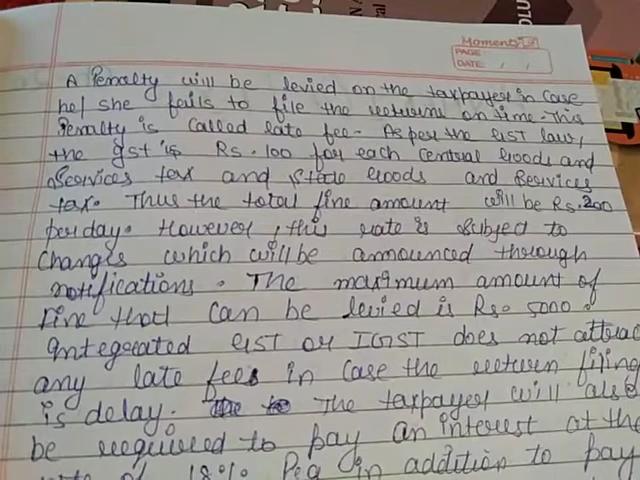 Moments
PAGE
DATE: / /
A Penalty will be levied on the taxpayer in case
he/she fails to file the returns on time. This
Penalty is called late fee. As per the GST law,
the gst is Rs. 100 for each Central Goods and
Services tax and State Goods and Services
tax. Thus the total fine amount will be Rs. 200
per day. However, this rate is subject to
changes which will be announced through
notifications. The maximum amount of
fine that can be levied is Rs. 5000.
Integrated GST or IGST does not attract
any late fees in case the return filing
is delay. The taxpayer will also
be required to pay an interest at the
of 18% P.a in addition to pay